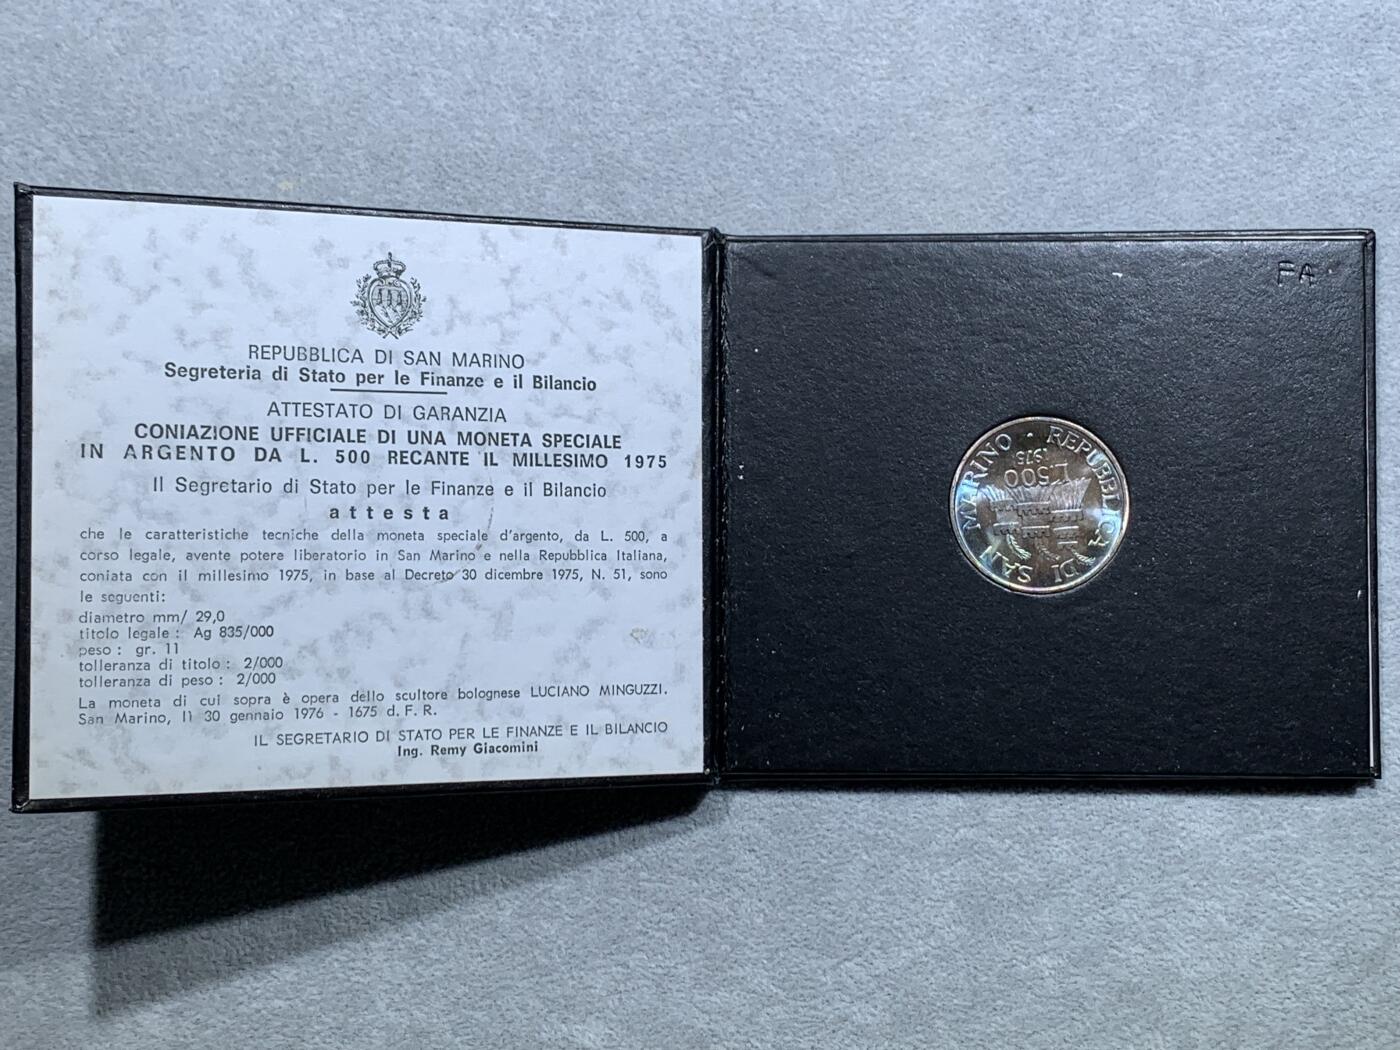 REPUBBLICA DI SAN MARINO
Segreteria di Stato per le Finanze e il Bilancio
ATTESTATO DI GARANZIA
CONIAZIONE UFFICIALE DI UNA MONETA SPECIALE
IN ARGENTO DA L. 500 RECANTE IL MILLESIMO 1975
Il Segretario di Stato per le Finanze e il Bilancio
attesta
che le caratteristiche tecniche della moneta speciale d'argento, da L. 500, a
corso legale, avente potere liberatorio in San Marino e nella Repubblica Italiana,
coniata con il millesimo 1975, in base al Decreto 30 dicembre 1975, N. 51, sono
le seguenti:
diametro mm/ 29,0
titolo legale : Ag 835/000
peso : gr. 11
tolleranza di titolo : 2/000
tolleranza di peso : 2/000
La moneta di cui sopra è opera dello scultore bolognese LUCIANO MINGUZZI.
San Marino, lì 30 gennaio 1976 - 1675 d. F. R.
IL SEGRETARIO DI STATO PER LE FINANZE E IL BILANCIO
Ing. Remy Giacomini
FA
REPUBBLICA DI SAN MARINO
1975
L.500